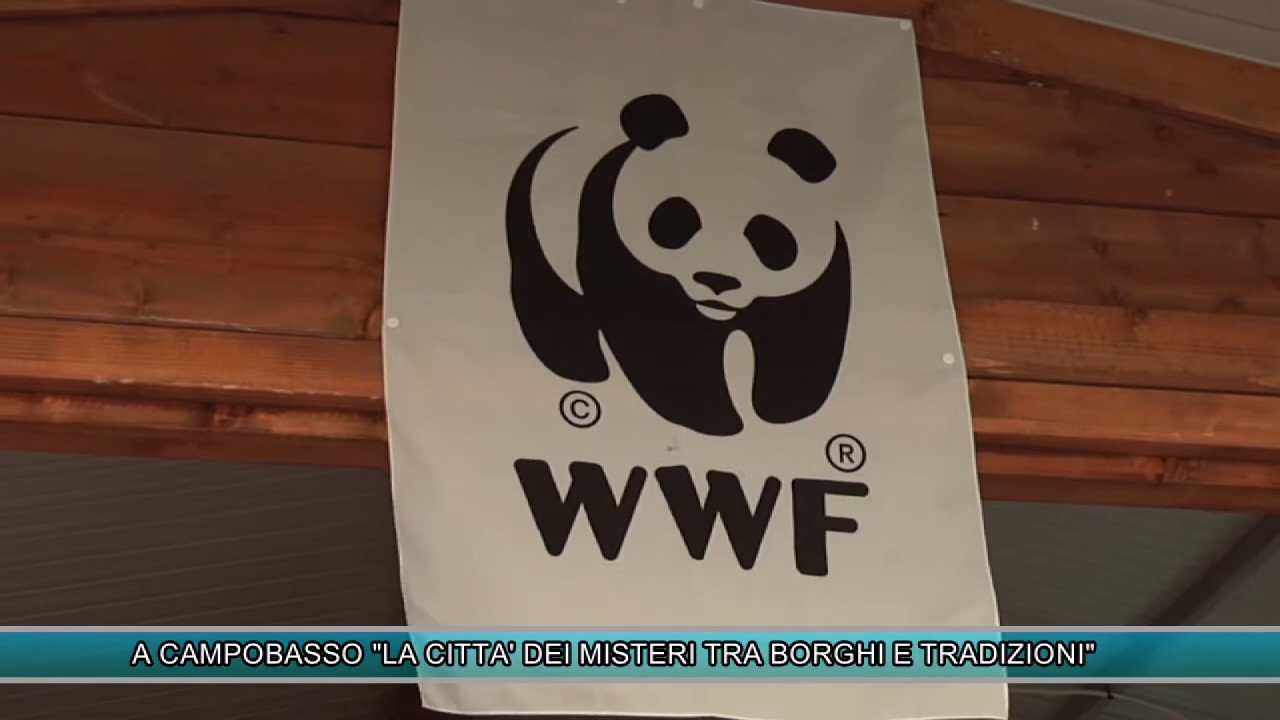 ©
®
WWF
A CAMPOBASSO "LA CITTA' DEI MISTERI TRA BORGHI E TRADIZIONI"